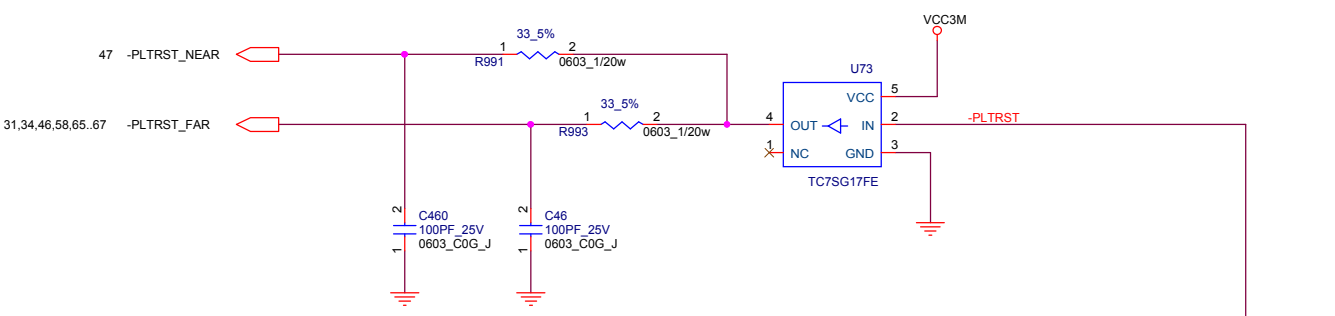 VCC3M
33_5%
47 -PLTRST_NEAR
1 2
R991 0603_1/20w
U73
VCC 5
33_5%
31,34,46,58,65..67 -PLTRST_FAR
1 2
R993 0603_1/20w
4 OUT IN 2 -PLTRST
1 NC GND 3
TC7SG17FE
2 C460
100PF_25V
1 0603_C0G_J
2 C46
100PF_25V
1 0603_C0G_J